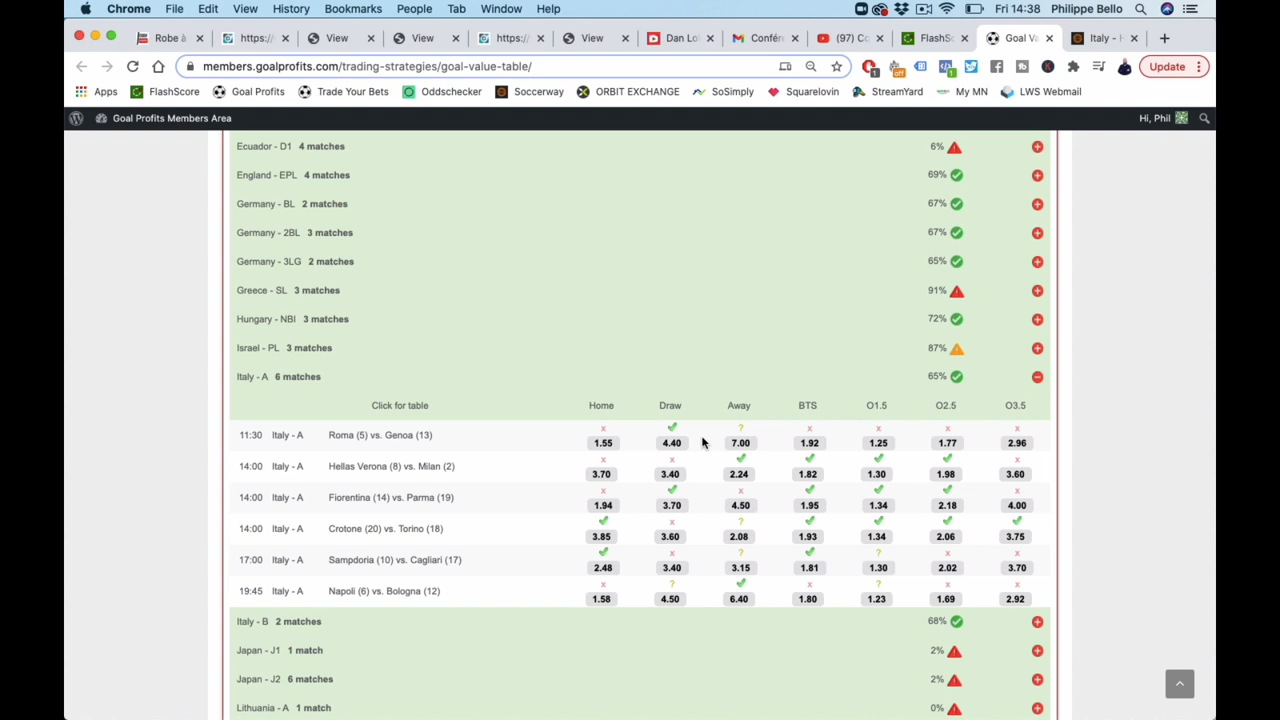 Chrome File Edit View History Bookmarks People Tab Window Help Fri 14:38 Philippe Bello
Robe à https:// View View https:// View Dan Lo Confér (97) Co FlashSc Goal Va Italy - H
members.goalprofits.com/trading-strategies/goal-value-table/ Update
Apps FlashScore Goal Profits Trade Your Bets Oddschecker Soccerway ORBIT EXCHANGE SoSimply Squarelovin StreamYard My MN LWS Webmail
Goal Profits Members Area Hi, Phil
Ecuador - D1 4 matches 6%
England - EPL 4 matches 69%
Germany - BL 2 matches 67%
Germany - 2BL 3 matches 67%
Germany - 3LG 2 matches 65%
Greece - SL 3 matches 91%
Hungary - NBI 3 matches 72%
Israel - PL 3 matches 87%
Italy - A 6 matches 65%
Click for table Home Draw Away BTS O1.5 O2.5 O3.5
x ? x x x x
11:30 Italy - A Roma (5) vs. Genoa (13) 1.55 4.40 7.00 1.92 1.25 1.77 2.96
x x x
14:00 Italy - A Hellas Verona (8) vs. Milan (2) 3.70 3.40 2.24 1.82 1.30 1.98 3.60
x x x
14:00 Italy - A Fiorentina (14) vs. Parma (19) 1.94 3.70 4.50 1.95 1.34 2.18 4.00
x ?
14:00 Italy - A Crotone (20) vs. Torino (18) 3.85 3.60 2.08 1.93 1.34 2.06 3.75
x ? ? x x
17:00 Italy - A Sampdoria (10) vs. Cagliari (17) 2.48 3.40 3.15 1.81 1.30 2.02 3.70
x ? x ? x x
19:45 Italy - A Napoli (6) vs. Bologna (12) 1.58 4.50 6.40 1.80 1.23 1.69 2.92
Italy - B 2 matches 68%
Japan - J1 1 match 2%
Japan - J2 6 matches 2%
Lithuania - A 1 match 0%